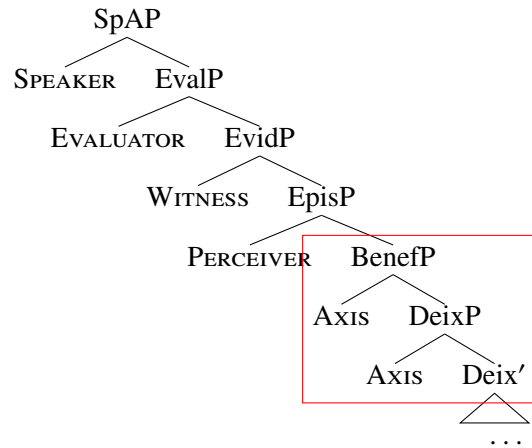 SpAP
SPEAKER EvalP
EVALUATOR EvidP
WITNESS EpisP
PERCEIVER BenefP
AXIS DeixP
AXIS Deix′
...